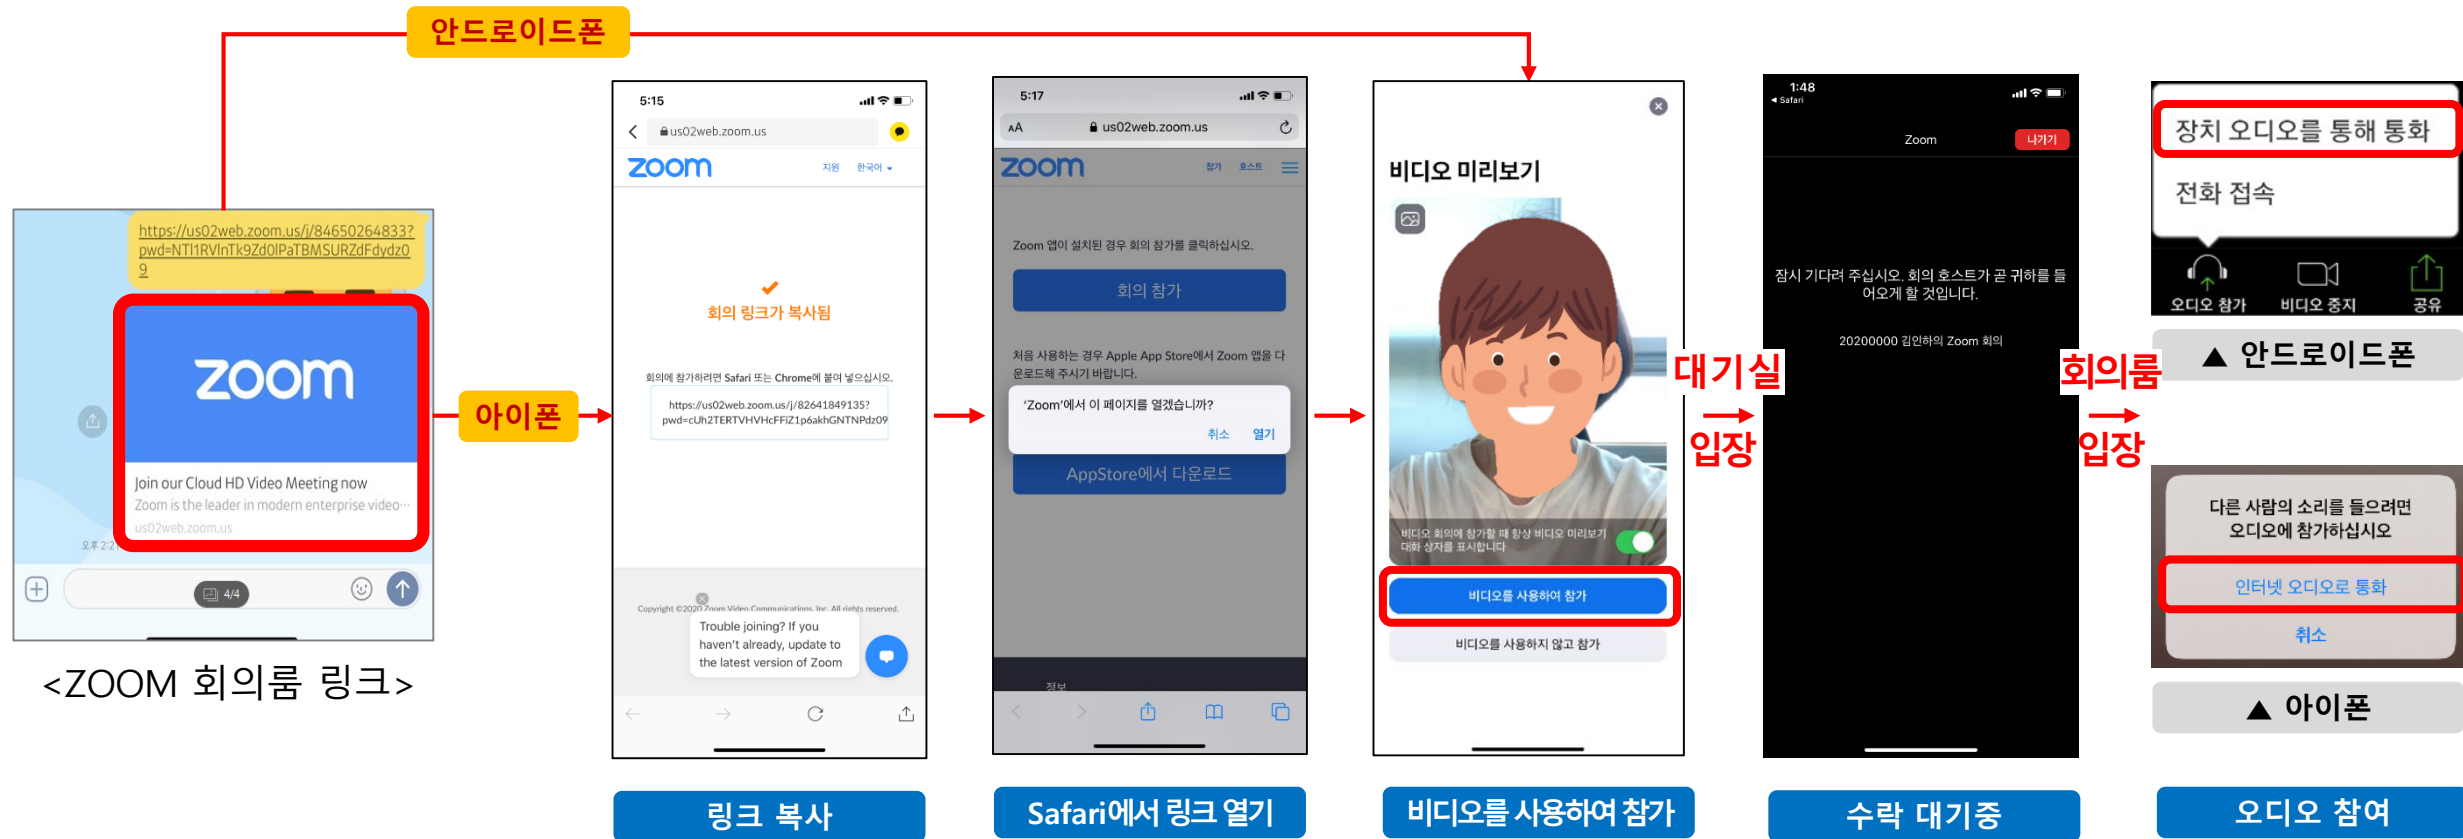 안드로이드폰
https://us02web.zoom.us/j/84650264833?
pwd=NTl1RVlnTk9Zd0lPaTBMSURZdFdydz0
9
zoom
Join our Cloud HD Video Meeting now
Zoom is the leader in modern enterprise video…
us02web.zoom.us
오후 2:21
4/4
<ZOOM 회의룸 링크>
아이폰
5:15
us02web.zoom.us
zoom
지원 한국어
회의 링크가 복사됨
회의에 참가하려면 Safari 또는 Chrome에 붙여 넣으십시오.
https://us02web.zoom.us/j/82641849135?
pwd=cUh2TERTVHVHcFFiZ1p6akhGNTNPdz09
Copyright ©2020 Zoom Video Communications, Inc. All rights reserved.
Trouble joining? If you
haven't already, update to
the latest version of Zoom
링크 복사
5:17
AA us02web.zoom.us
zoom
참가 호스트
Zoom 앱이 설치된 경우 회의 참가를 클릭하십시오.
회의 참가
처음 사용하는 경우 Apple App Store에서 Zoom 앱을 다
운로드해 주시기 바랍니다.
'Zoom'에서 이 페이지를 열겠습니까?
취소 열기
AppStore에서 다운로드
정보
Safari에서 링크 열기
비디오 미리보기
비디오 회의에 참가할 때 항상 비디오 미리보기
대화 상자를 표시합니다
비디오를 사용하여 참가
비디오를 사용하지 않고 참가
비디오를 사용하여 참가
대기실
입장
1:48
◀ Safari
Zoom
나가기
잠시 기다려 주십시오. 회의 호스트가 곧 귀하를 들
어오게 할 것입니다.
20200000 김인하의 Zoom 회의
수락 대기중
회의룸
입장
장치 오디오를 통해 통화
전화 접속
오디오 참가 비디오 중지 공유
▲ 안드로이드폰
다른 사람의 소리를 들으려면
오디오에 참가하십시오
인터넷 오디오로 통화
취소
▲ 아이폰
오디오 참여